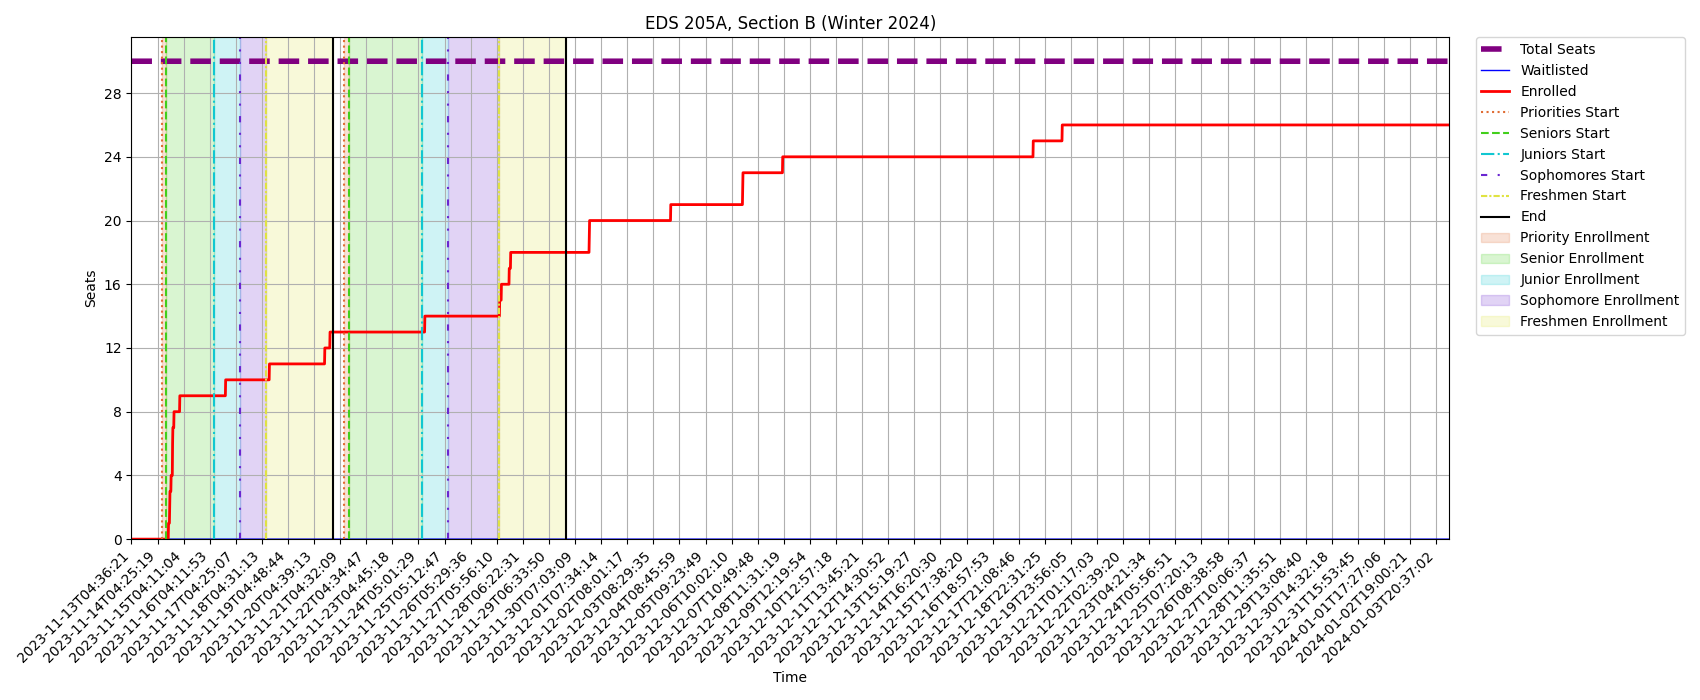 EDS 205A, Section B (Winter 2024)
Seats
28
24
20
16
12
8
4
0
2023-11-13T04:36:21
2023-11-14T04:25:19
2023-11-15T04:11:04
2023-11-16T04:11:53
2023-11-17T04:25:07
2023-11-18T04:31:13
2023-11-19T04:48:44
2023-11-20T04:39:13
2023-11-21T04:32:09
2023-11-22T04:34:47
2023-11-23T04:45:18
2023-11-24T05:01:29
2023-11-25T05:12:47
2023-11-26T05:29:36
2023-11-27T05:56:10
2023-11-28T06:22:31
2023-11-29T06:33:50
2023-11-30T07:03:09
2023-12-01T07:34:14
2023-12-02T08:01:17
2023-12-03T08:29:35
2023-12-04T08:45:59
2023-12-05T09:23:49
2023-12-06T10:02:10
2023-12-07T10:49:48
2023-12-08T11:31:19
2023-12-09T12:19:54
2023-12-10T12:57:18
2023-12-11T13:45:21
2023-12-12T14:30:52
2023-12-13T15:19:27
2023-12-14T16:20:30
2023-12-15T17:38:20
2023-12-16T18:57:53
2023-12-17T21:08:46
2023-12-18T22:31:25
2023-12-19T23:56:05
2023-12-21T01:17:03
2023-12-22T02:39:20
2023-12-23T04:21:34
2023-12-24T05:56:51
2023-12-25T07:20:13
2023-12-26T08:38:58
2023-12-27T10:06:37
2023-12-28T11:35:51
2023-12-29T13:08:40
2023-12-30T14:32:18
2023-12-31T15:53:45
2024-01-01T17:27:06
2024-01-02T19:00:21
2024-01-03T20:37:02
Time
Total Seats
Waitlisted
Enrolled
Priorities Start
Seniors Start
Juniors Start
Sophomores Start
Freshmen Start
End
Priority Enrollment
Senior Enrollment
Junior Enrollment
Sophomore Enrollment
Freshmen Enrollment